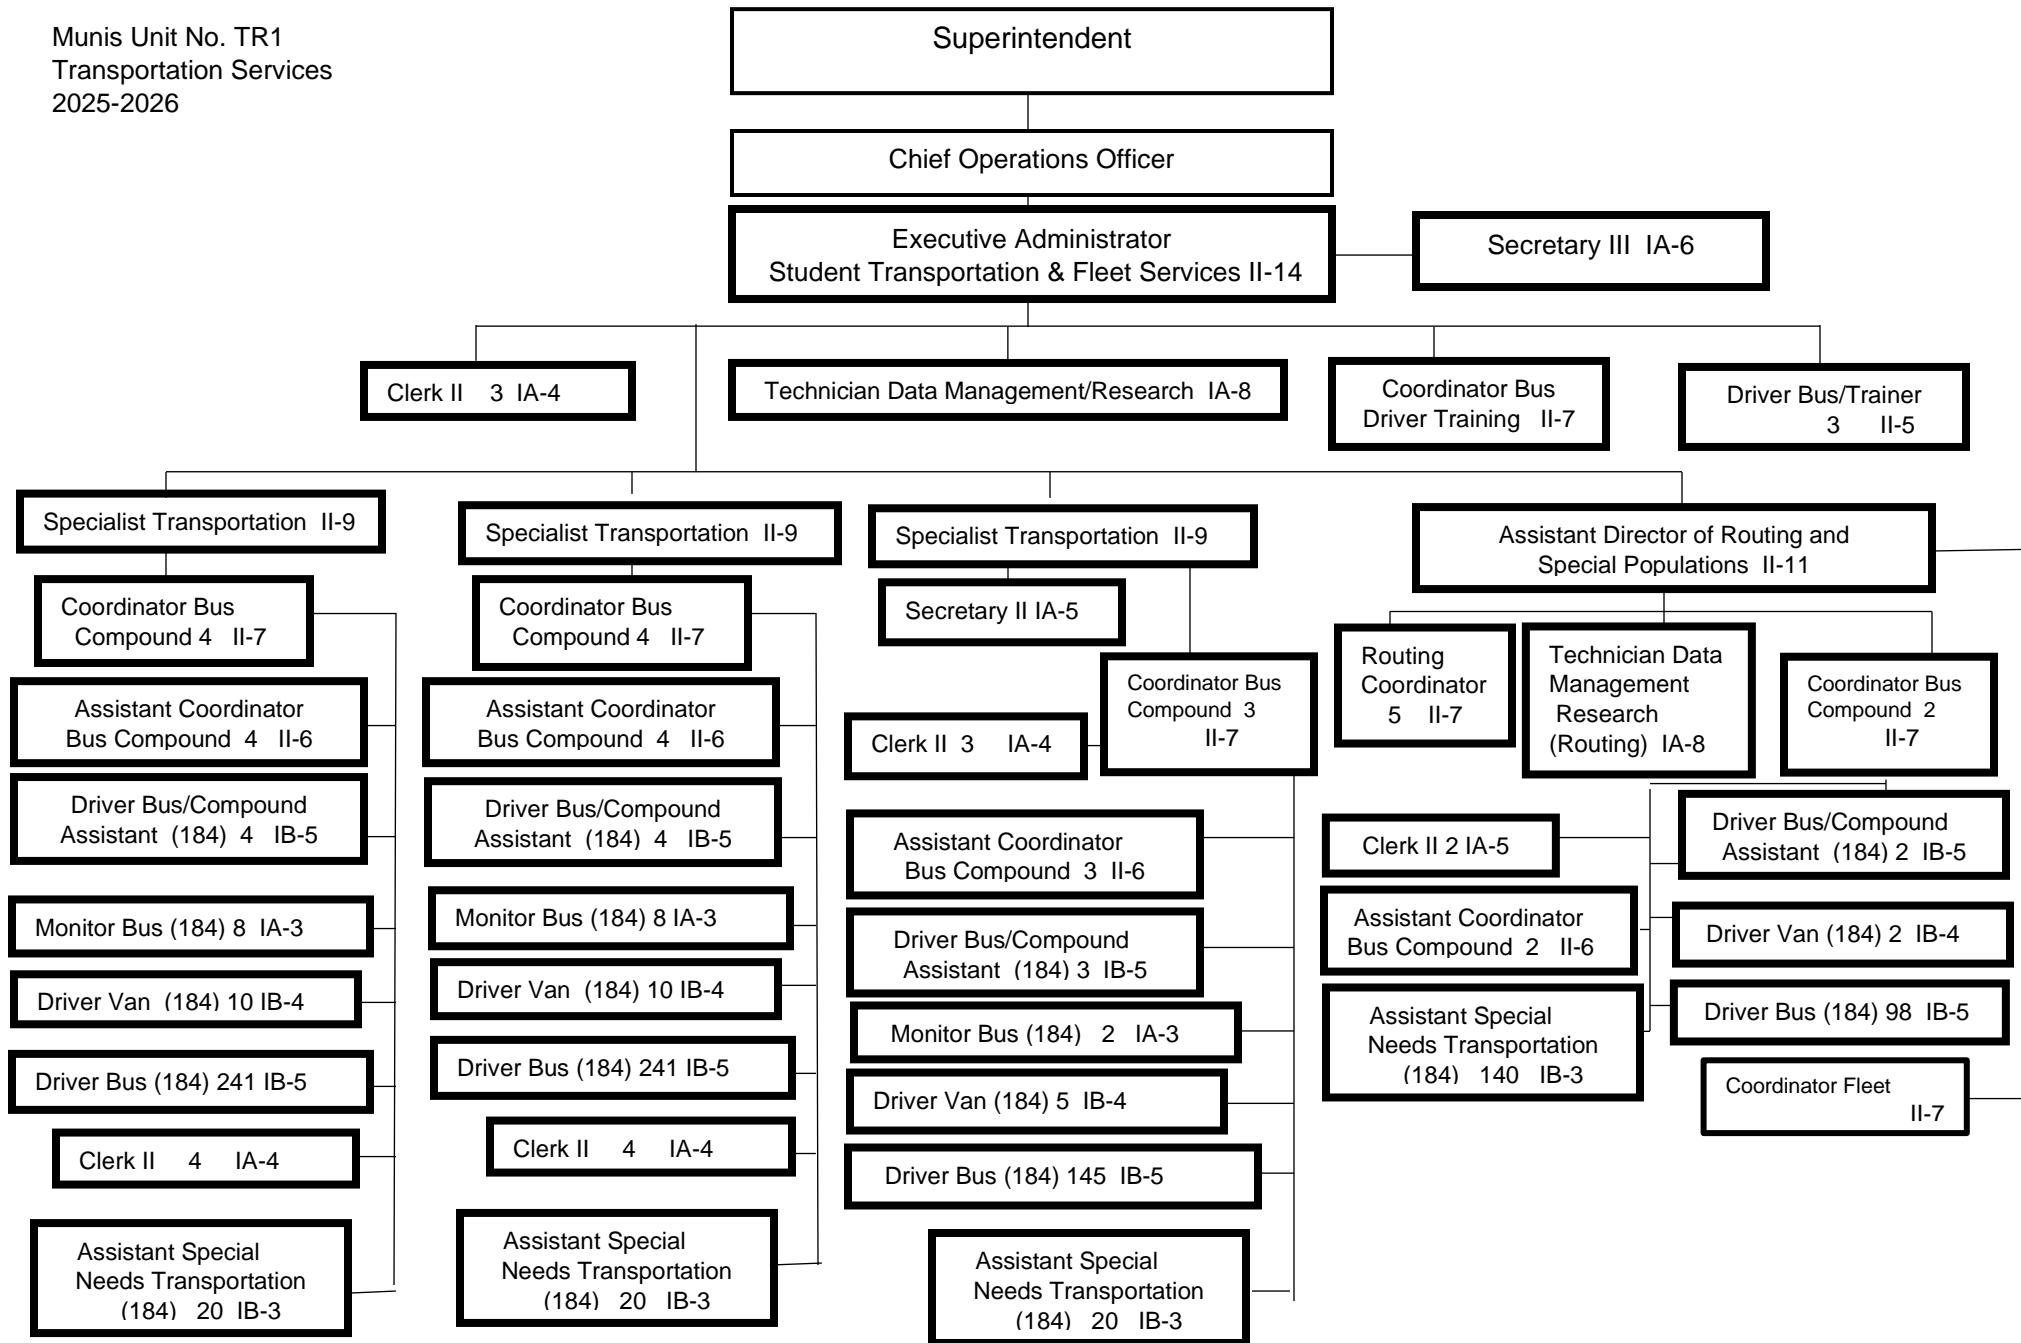 Munis Unit No. TR1
Transportation Services
2025-2026
Superintendent
Chief Operations Officer
Executive Administrator
Student Transportation & Fleet Services II-14
Secretary III IA-6
Clerk II 3 IA-4
Technician Data Management/Research IA-8
Coordinator Bus
Driver Training II-7
Driver Bus/Trainer
3 II-5
Specialist Transportation II-9
Coordinator Bus
Compound 4 II-7
Assistant Coordinator
Bus Compound 4 II-6
Driver Bus/Compound
Assistant (184) 4 IB-5
Monitor Bus (184) 8 IA-3
Driver Van (184) 10 IB-4
Driver Bus (184) 241 IB-5
Clerk II 4 IA-4
Assistant Special
Needs Transportation
(184) 20 IB-3
Specialist Transportation II-9
Coordinator Bus
Compound 4 II-7
Assistant Coordinator
Bus Compound 4 II-6
Driver Bus/Compound
Assistant (184) 4 IB-5
Monitor Bus (184) 8 IA-3
Driver Van (184) 10 IB-4
Driver Bus (184) 241 IB-5
Clerk II 4 IA-4
Assistant Special
Needs Transportation
(184) 20 IB-3
Specialist Transportation II-9
Secretary II IA-5
Coordinator Bus
Compound 3
II-7
Clerk II 3 IA-4
Assistant Coordinator
Bus Compound 3 II-6
Driver Bus/Compound
Assistant (184) 3 IB-5
Monitor Bus (184) 2 IA-3
Driver Van (184) 5 IB-4
Driver Bus (184) 145 IB-5
Assistant Special
Needs Transportation
(184) 20 IB-3
Assistant Director of Routing and
Special Populations II-11
Routing
Coordinator
5 II-7
Technician Data
Management
Research
(Routing) IA-8
Coordinator Bus
Compound 2
II-7
Clerk II 2 IA-5
Driver Bus/Compound
Assistant (184) 2 IB-5
Assistant Coordinator
Bus Compound 2 II-6
Driver Van (184) 2 IB-4
Assistant Special
Needs Transportation
(184) 140 IB-3
Driver Bus (184) 98 IB-5
Coordinator Fleet
II-7